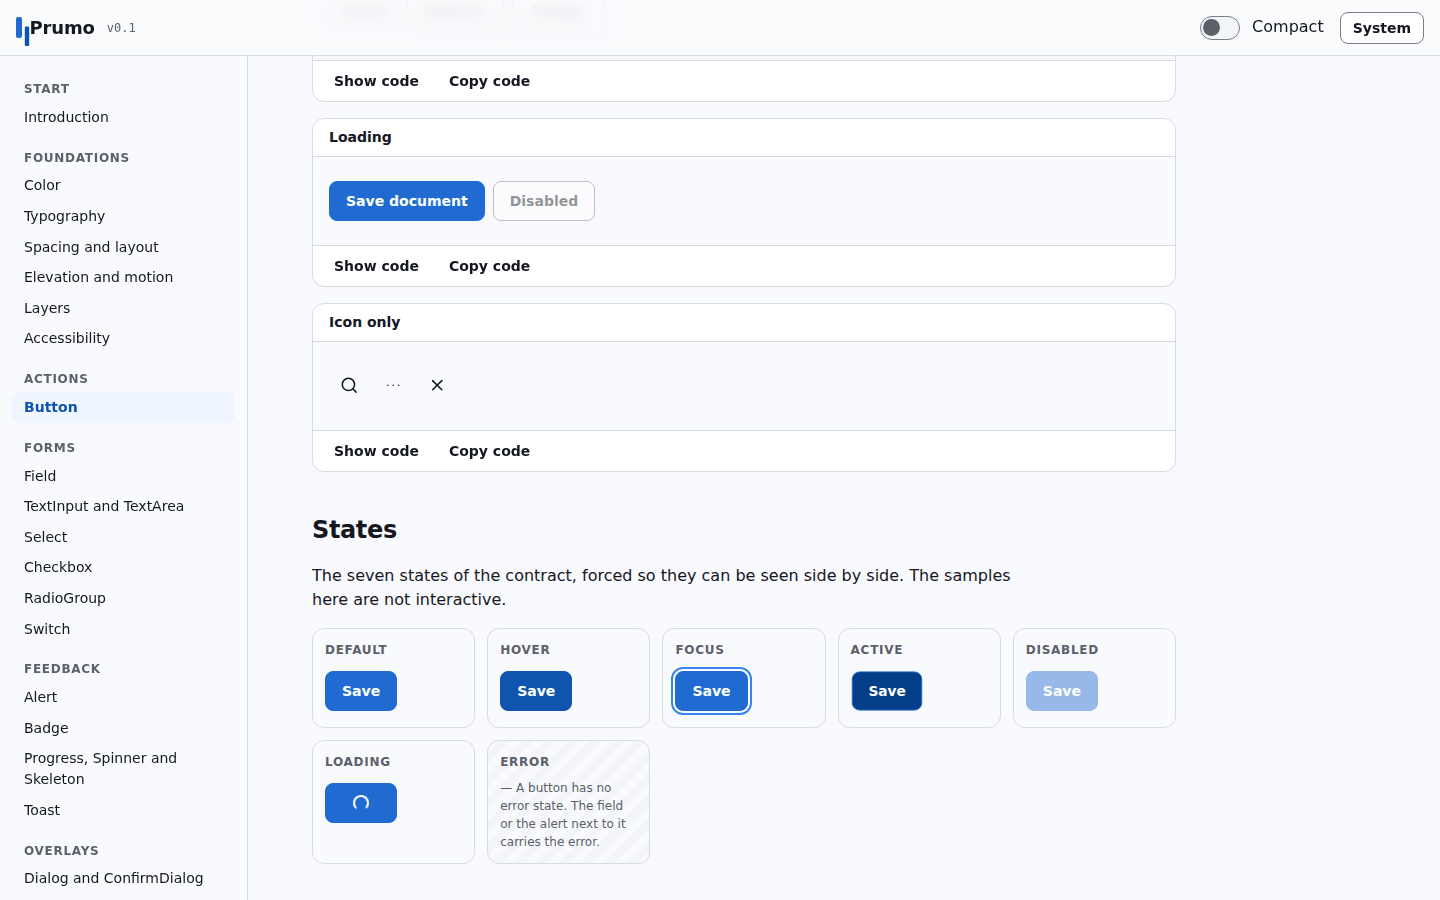 Prumo v0.1
Compact
System
START
Introduction
FOUNDATIONS
Color
Typography
Spacing and layout
Elevation and motion
Layers
Accessibility
ACTIONS
Button
FORMS
Field
TextInput and TextArea
Select
Checkbox
RadioGroup
Switch
FEEDBACK
Alert
Badge
Progress, Spinner and
Skeleton
Toast
OVERLAYS
Dialog and ConfirmDialog
Show code Copy code
Loading
Save document Disabled
Show code Copy code
Icon only
Show code Copy code
States
The seven states of the contract, forced so they can be seen side by side. The samples
here are not interactive.
DEFAULT
Save
HOVER
Save
FOCUS
Save
ACTIVE
Save
DISABLED
Save
LOADING
ERROR
— A button has no
error state. The field
or the alert next to it
carries the error.